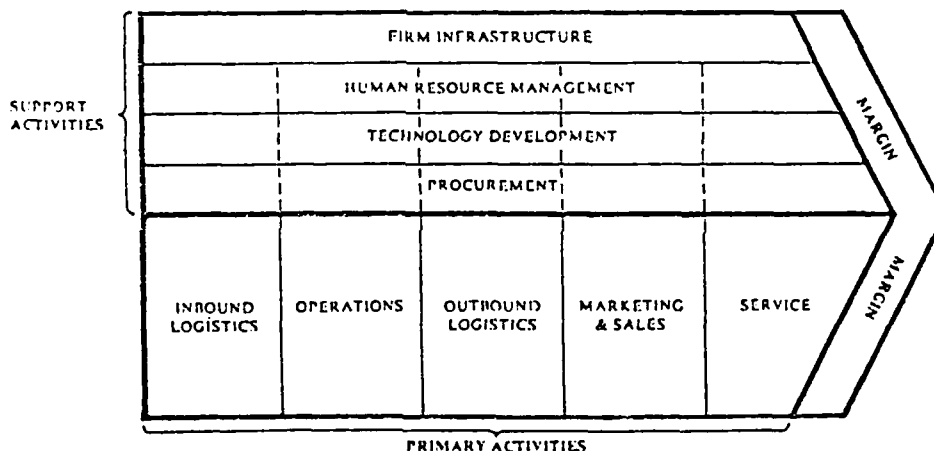 FIRM INFRASTRUCTURE
HUMAN RESOURCE MANAGEMENT
SUPPORT
ACTIVITIES
TECHNOLOGY DEVELOPMENT
PROCUREMENT
MARGIN
MARGIN
INBOUND
LOGISTICS
OPERATIONS
OUTBOUND
LOGISTICS
MARKETING
& SALES
SERVICE
PRIMARY ACTIVITIES